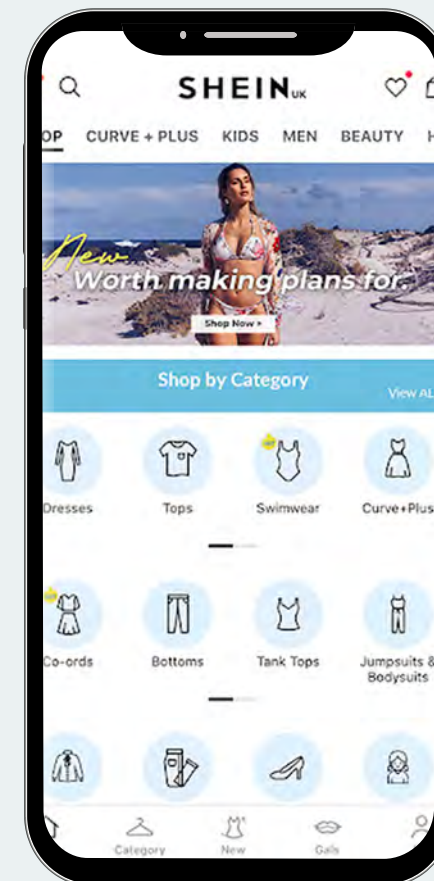 SHEIN UK
OP CURVE + PLUS KIDS MEN BEAUTY H
New
Worth making plans for.
Shop Now >
Shop by Category
View AL
Dresses Tops Swimwear Curve+Plus
Co-ords Bottoms Tank Tops Jumpsuits &
Bodysuits
Category New Gals